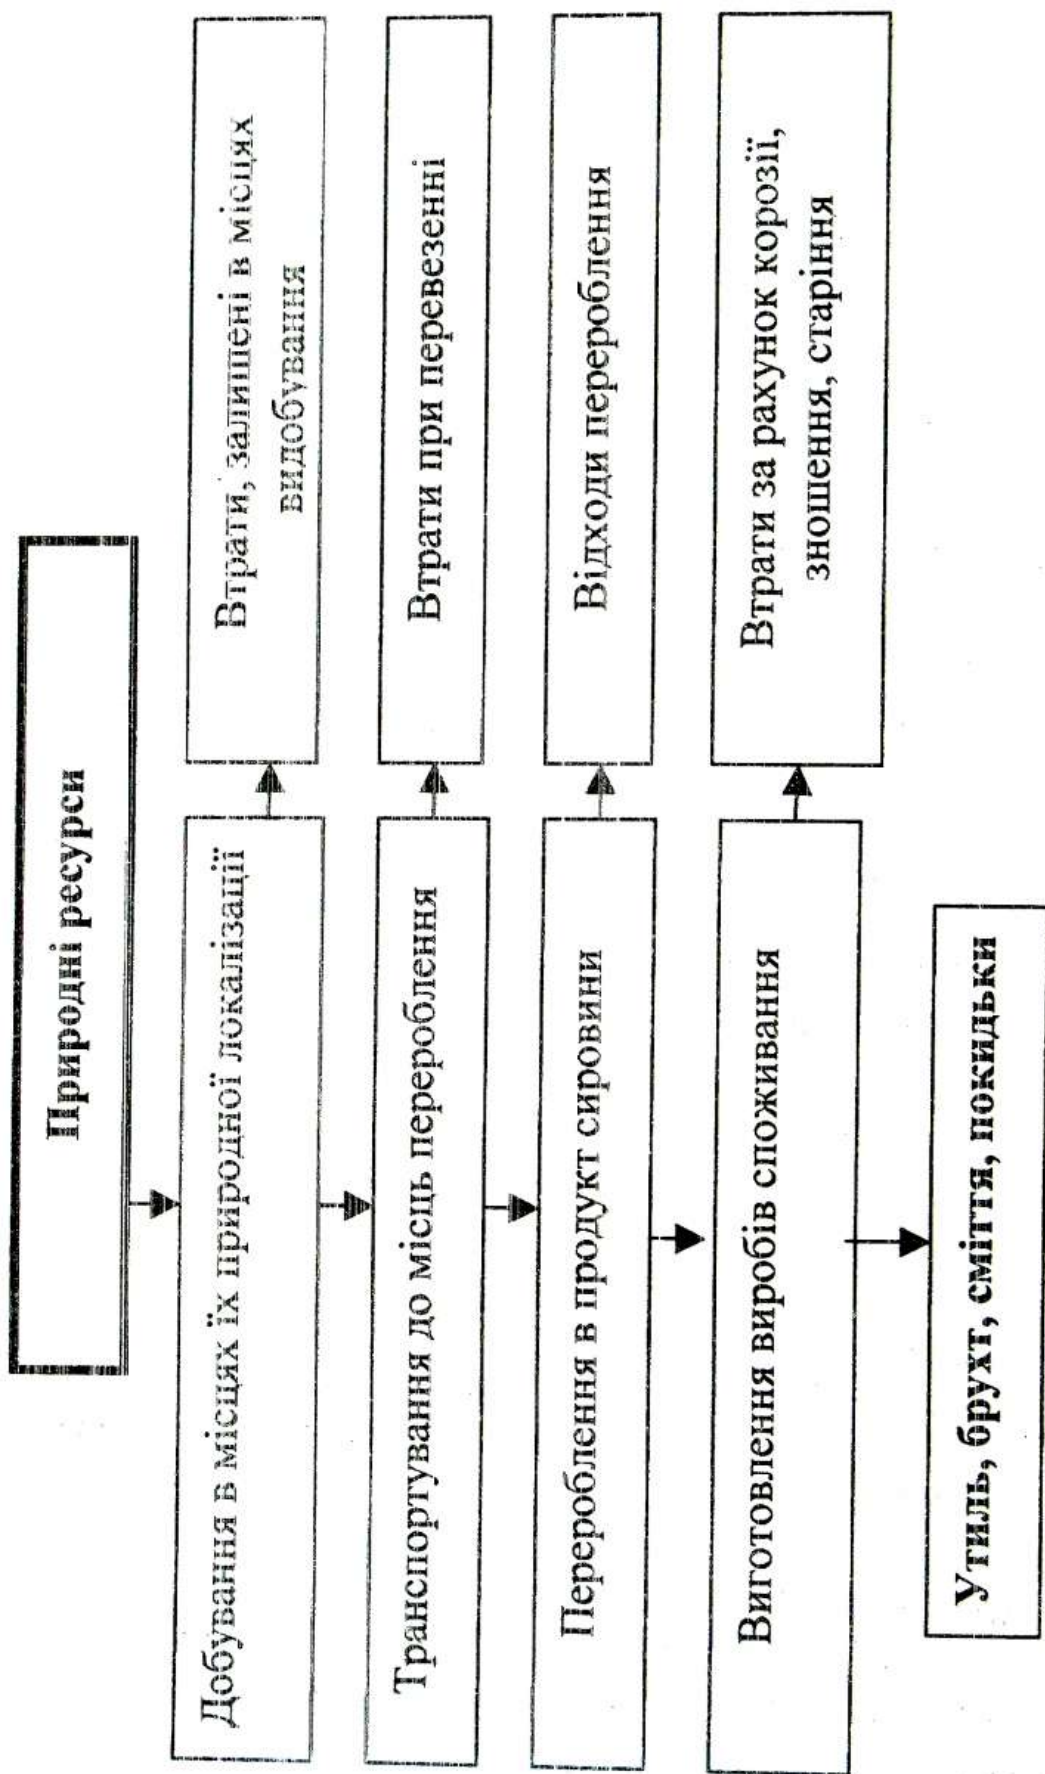 Природні ресурси
Добування в місцях їх природної локалізації
Втрати, залишені в місцях
видобування
Транспортування до місць перероблення
Втрати при перевезенні
Перероблення в продукт сировини
Відходи перероблення
Виготовлення виробів споживання
Втрати за рахунок корозії,
зношення, старіння
Утиль, брухт, сміття, покидьки